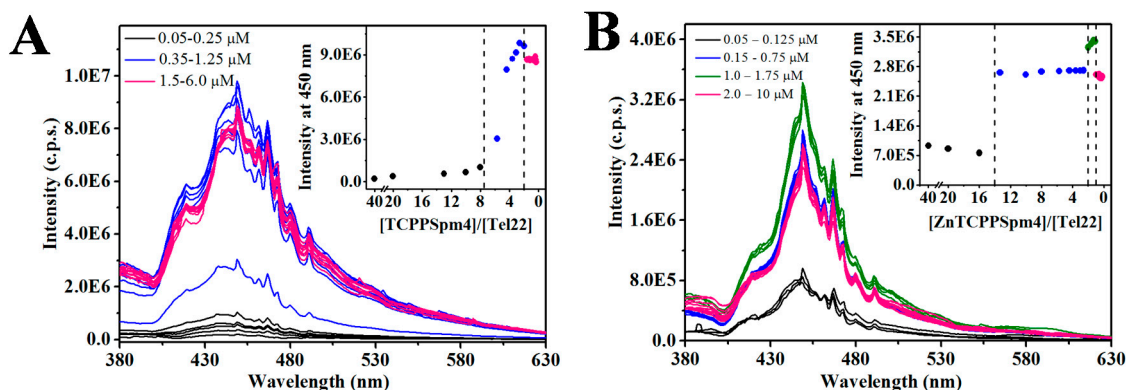 A
0.05-0.25 μM
0.35-1.25 μM
1.5-6.0 μM
Intensity (c.p.s.)
1.0E7
8.0E6
6.0E6
4.0E6
2.0E6
0.0
380 430 480 530 580 630
Wavelength (nm)
Intensity at 450 nm
9.0E6
6.0E6
3.0E6
0.0
40 20 16 12 8 4 0
[TCPPSpm4]/[Tel22]
B
0.05 – 0.125 μM
0.15 - 0.75 μM
1.0 – 1.75 μM
2.0 – 10 μM
Intensity (c.p.s.)
4.0E6
3.2E6
2.4E6
1.6E6
8.0E5
0.0
380 430 480 530 580 630
Wavelength (nm)
Intensity at 450 nm
3.5E6
2.8E6
2.1E6
1.4E6
7.0E5
0.0
40 20 16 12 8 4 0
[ZnTCPPSpm4]/[Tel22]